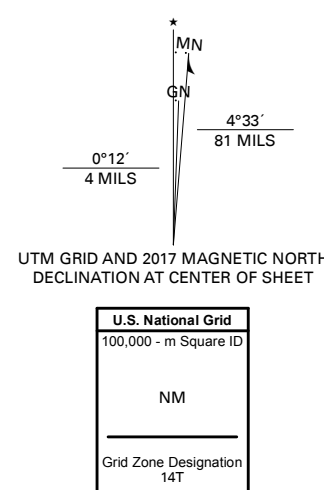 ★
MN
GN
4°33´
81 MILS
0°12´
4 MILS
UTM GRID AND 2017 MAGNETIC NORTH
DECLINATION AT CENTER OF SHEET
U.S. National Grid
100,000 - m Square ID
NM
Grid Zone Designation
14T